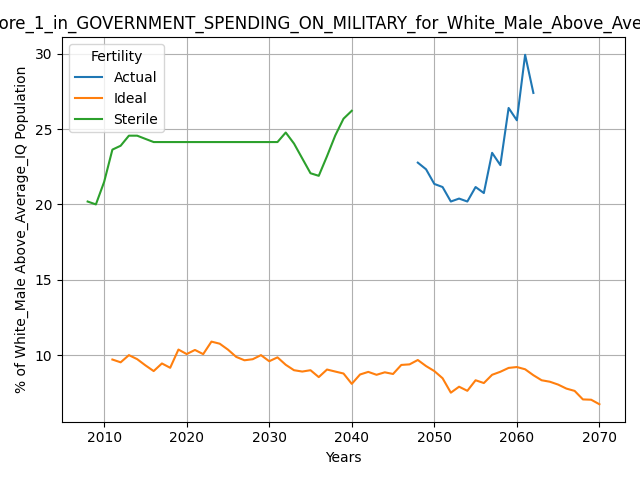 ore_1_in_GOVERNMENT_SPENDING_ON_MILITARY_for_White_Male_Above_Ave
% of White_Male Above_Average_IQ Population
30
25
20
15
10
Fertility
Actual
Ideal
Sterile
2010 2020 2030 2040 2050 2060 2070
Years